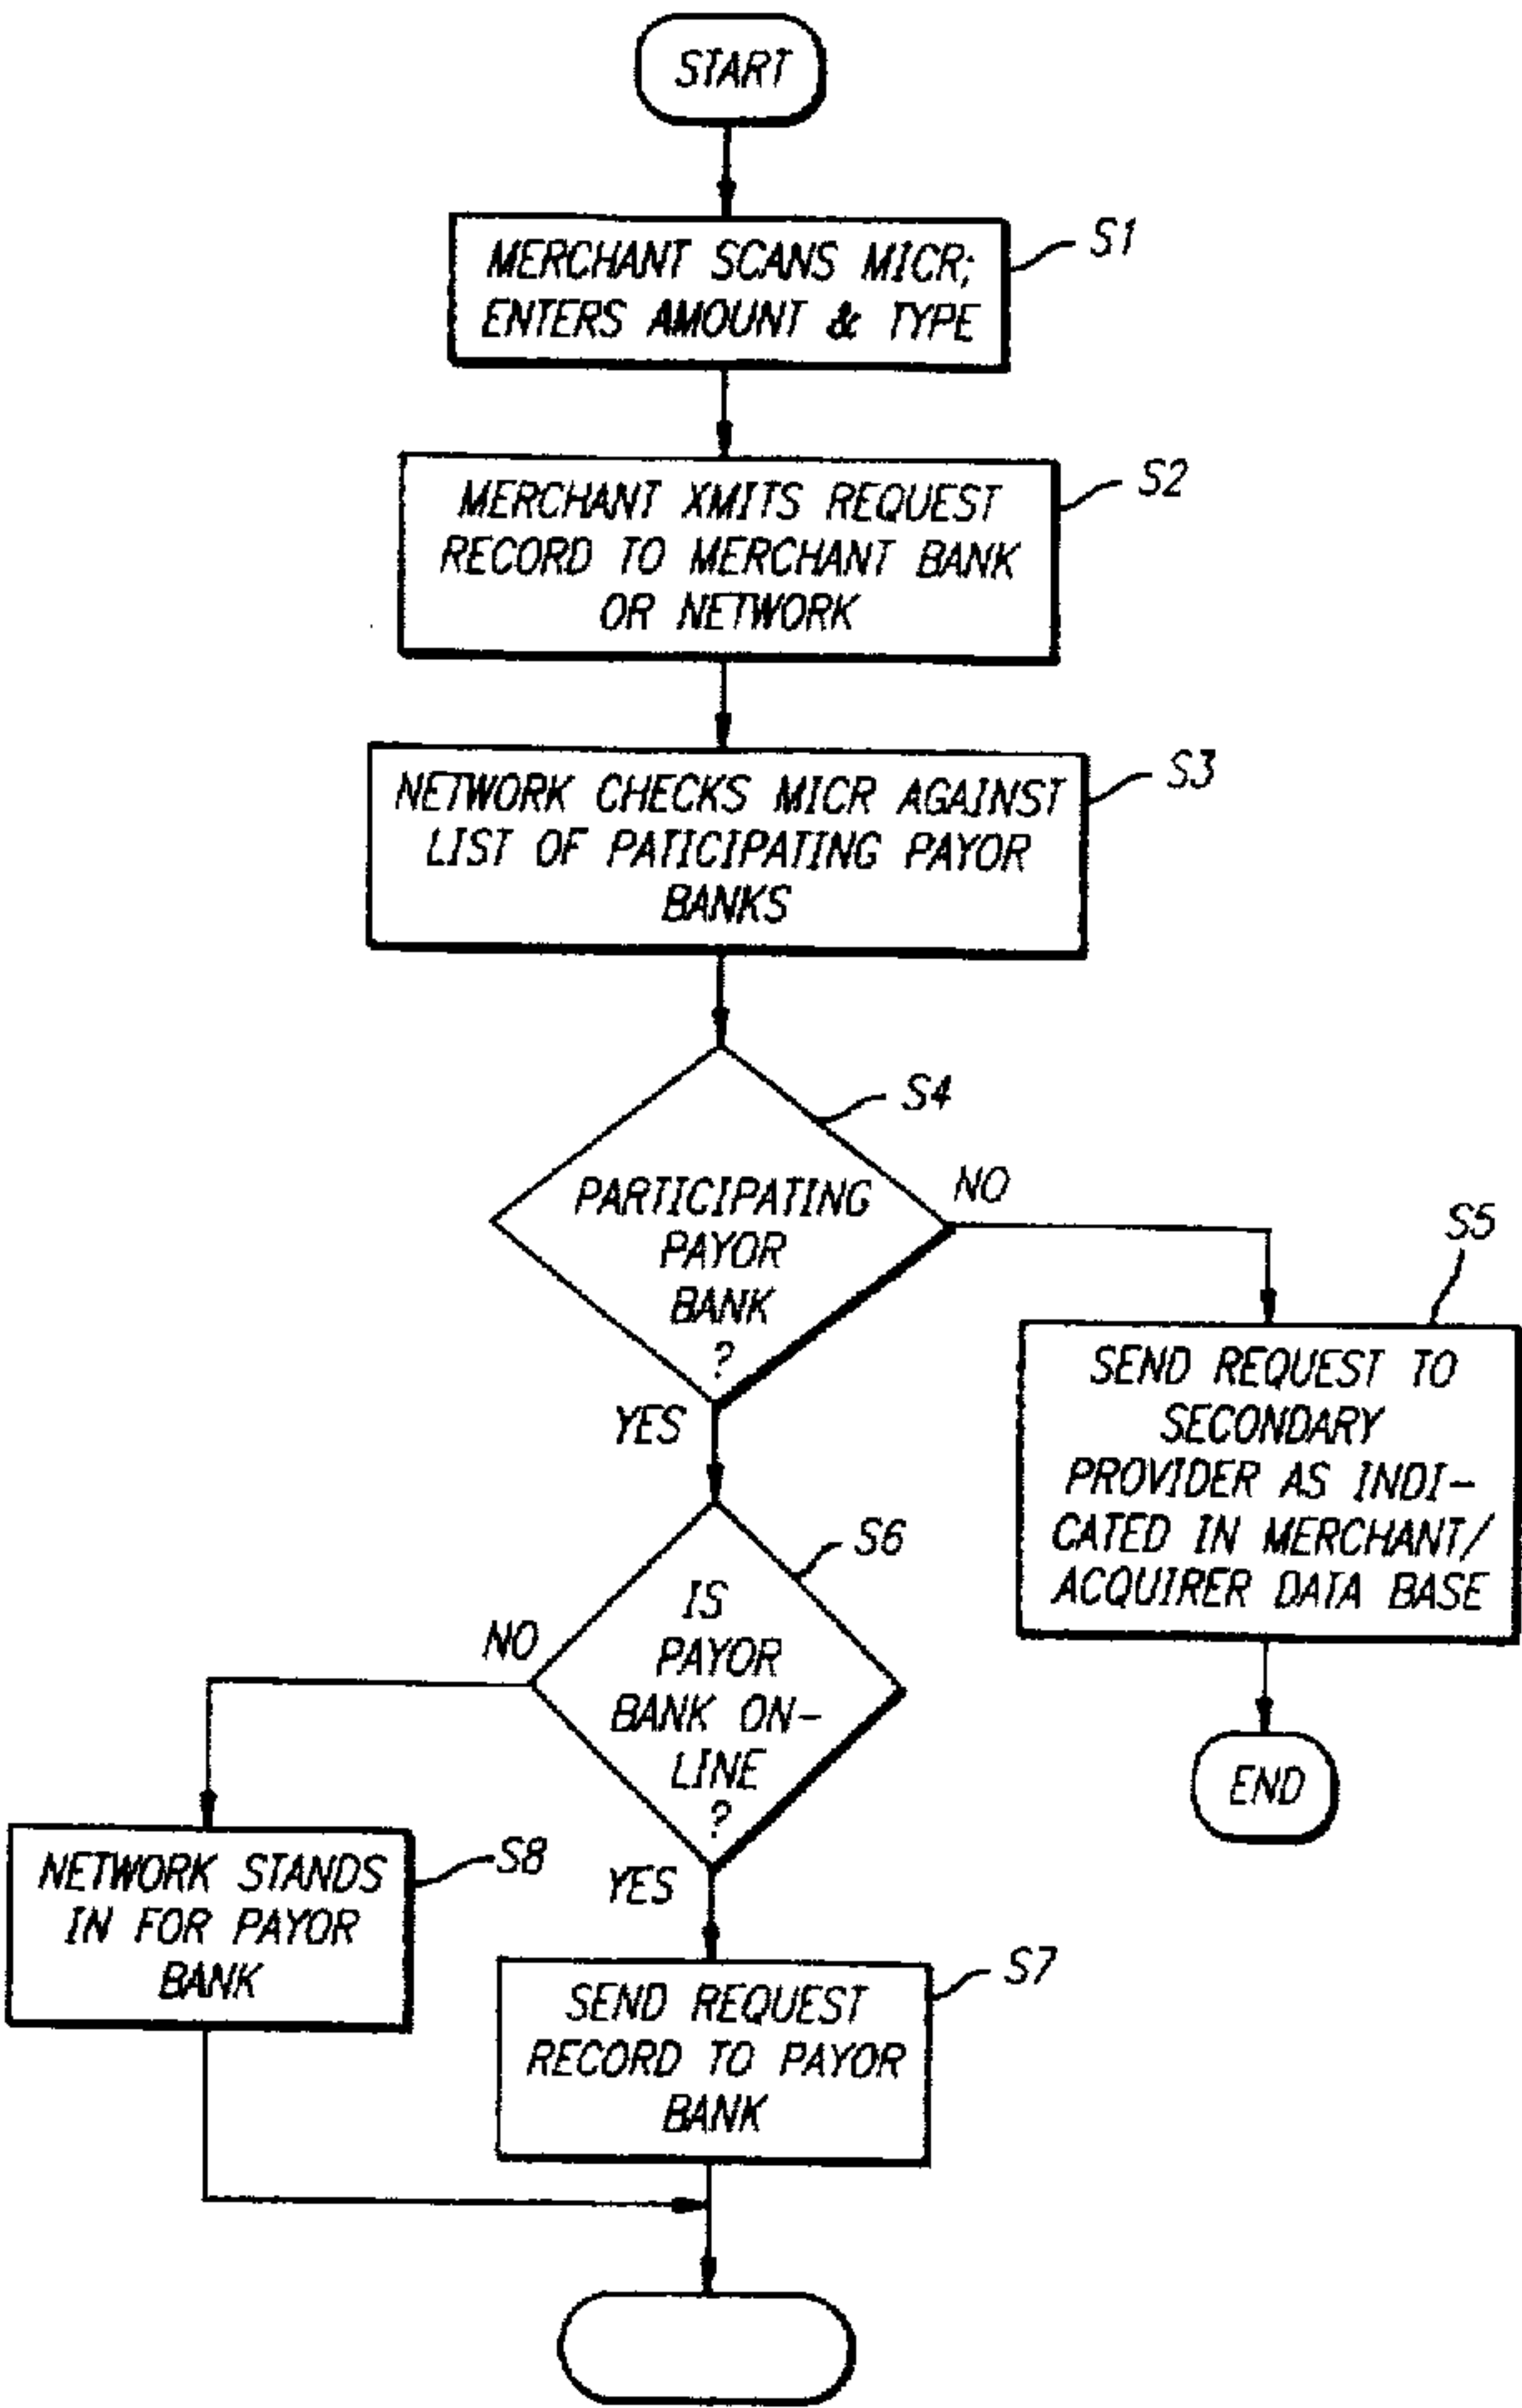 START
S1
MERCHANT SCANS MICR;
ENTERS AMOUNT & TYPE
S2
MERCHANT XMITS REQUEST
RECORD TO MERCHANT BANK
OR NETWORK
S3
NETWORK CHECKS MICR AGAINST
LIST OF PATICIPATING PAYOR
BANKS
S4
PARTICIPATING
PAYOR
BANK
?
NO
YES
S5
SEND REQUEST TO
SECONDARY
PROVIDER AS INDI-
CATED IN MERCHANT/
ACQUIRER DATA BASE
END
S6
IS
PAYOR
BANK ON-
LINE
?
NO
YES
S8
NETWORK STANDS
IN FOR PAYOR
BANK
S7
SEND REQUEST
RECORD TO PAYOR
BANK